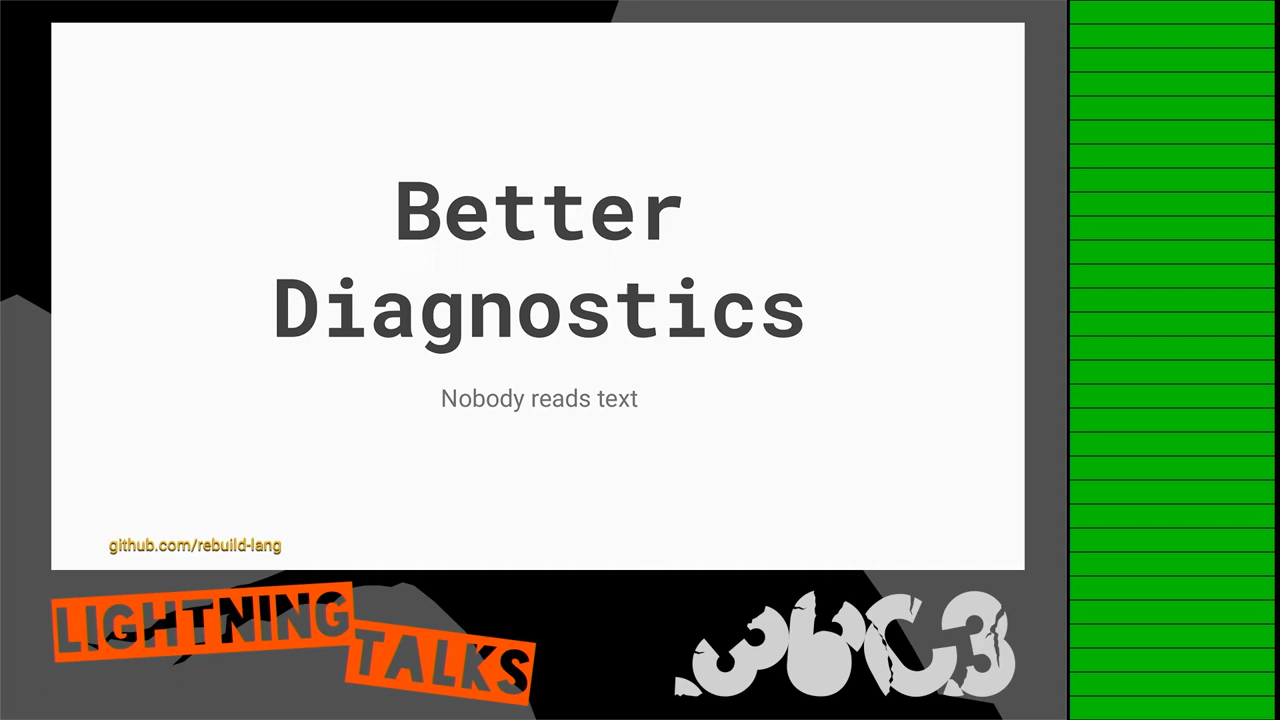 Better
Diagnostics
Nobody reads text
github.com/rebuild-lang
LIGHTNING
TALKS
36C3